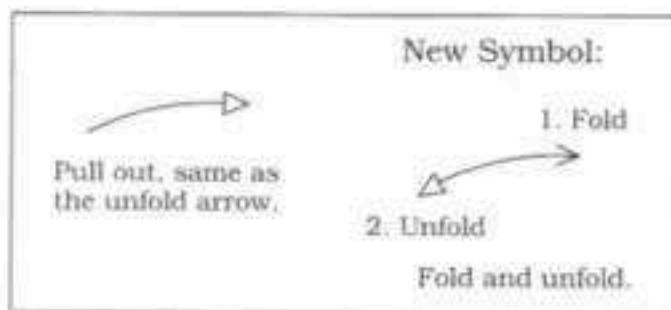 New Symbol:
1. Fold
Pull out, same as
the unfold arrow.
2. Unfold
Fold and unfold.